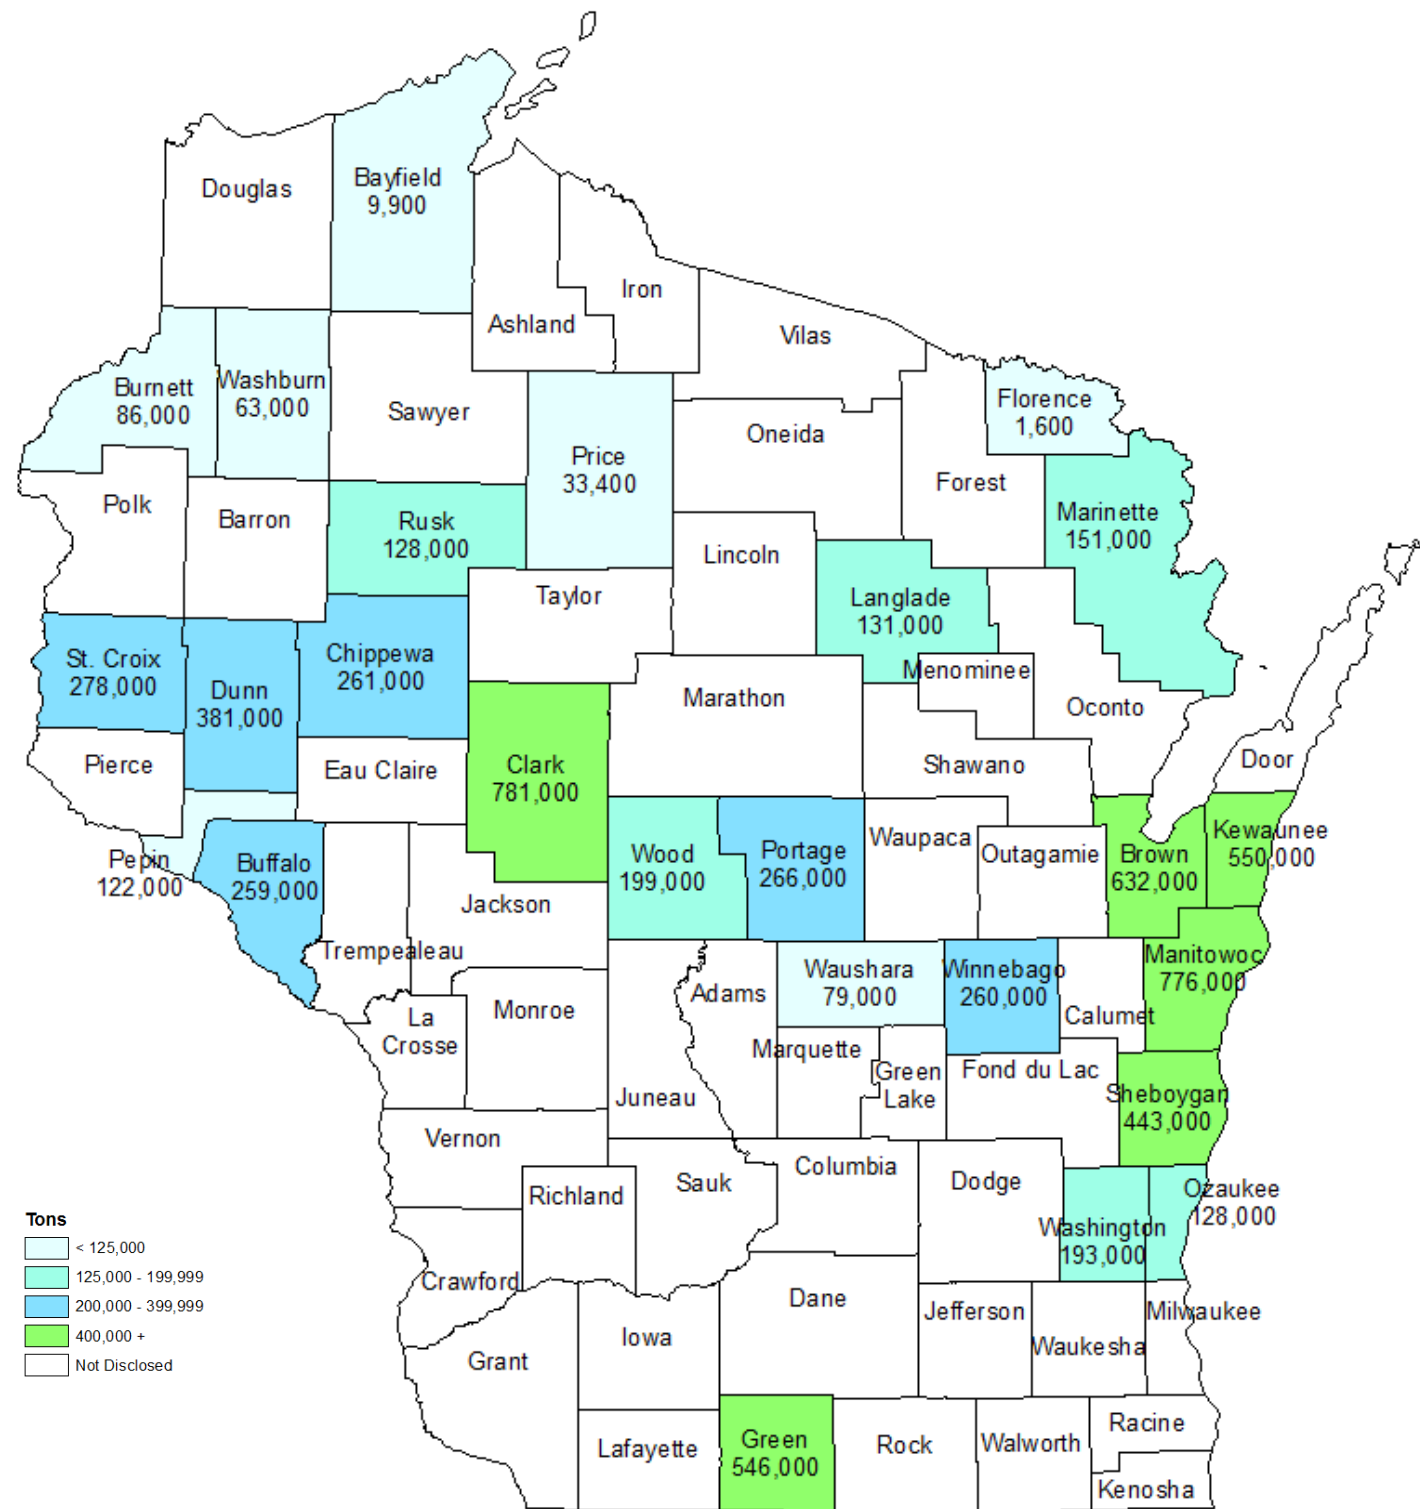 Douglas
Bayfield
9,900
Iron
Ashland
Vilas
Burnett
86,000
Washburn
63,000
Sawyer
Florence
1,600
Oneida
Price
33,400
Forest
Polk
Barron
Rusk
128,000
Marinette
151,000
Lincoln
Taylor
Langlade
131,000
St. Croix
278,000
Dunn
381,000
Chippewa
261,000
Menominee
Marathon
Oconto
Pierce
Eau Claire
Clark
781,000
Shawano
Door
Pepin
122,000
Buffalo
259,000
Wood
199,000
Portage
266,000
Waupaca
Outagamie
Brown
632,000
Kewaunee
550,000
Jackson
Trempealeau
Manitowoc
776,000
Waushara
79,000
Winnebago
260,000
Adams
Monroe
La
Crosse
Calumet
Marquette
Green
Lake
Fond du Lac
Juneau
Sheboygan
443,000
Vernon
Columbia
Dodge
Sauk
Richland
Ozaukee
128,000
Washington
193,000
Tons
< 125,000
125,000 - 199,999
200,000 - 399,999
400,000 +
Not Disclosed
Crawford
Dane
Jefferson
Milwaukee
Iowa
Waukesha
Grant
Lafayette
Green
546,000
Rock
Walworth
Racine
Kenosha